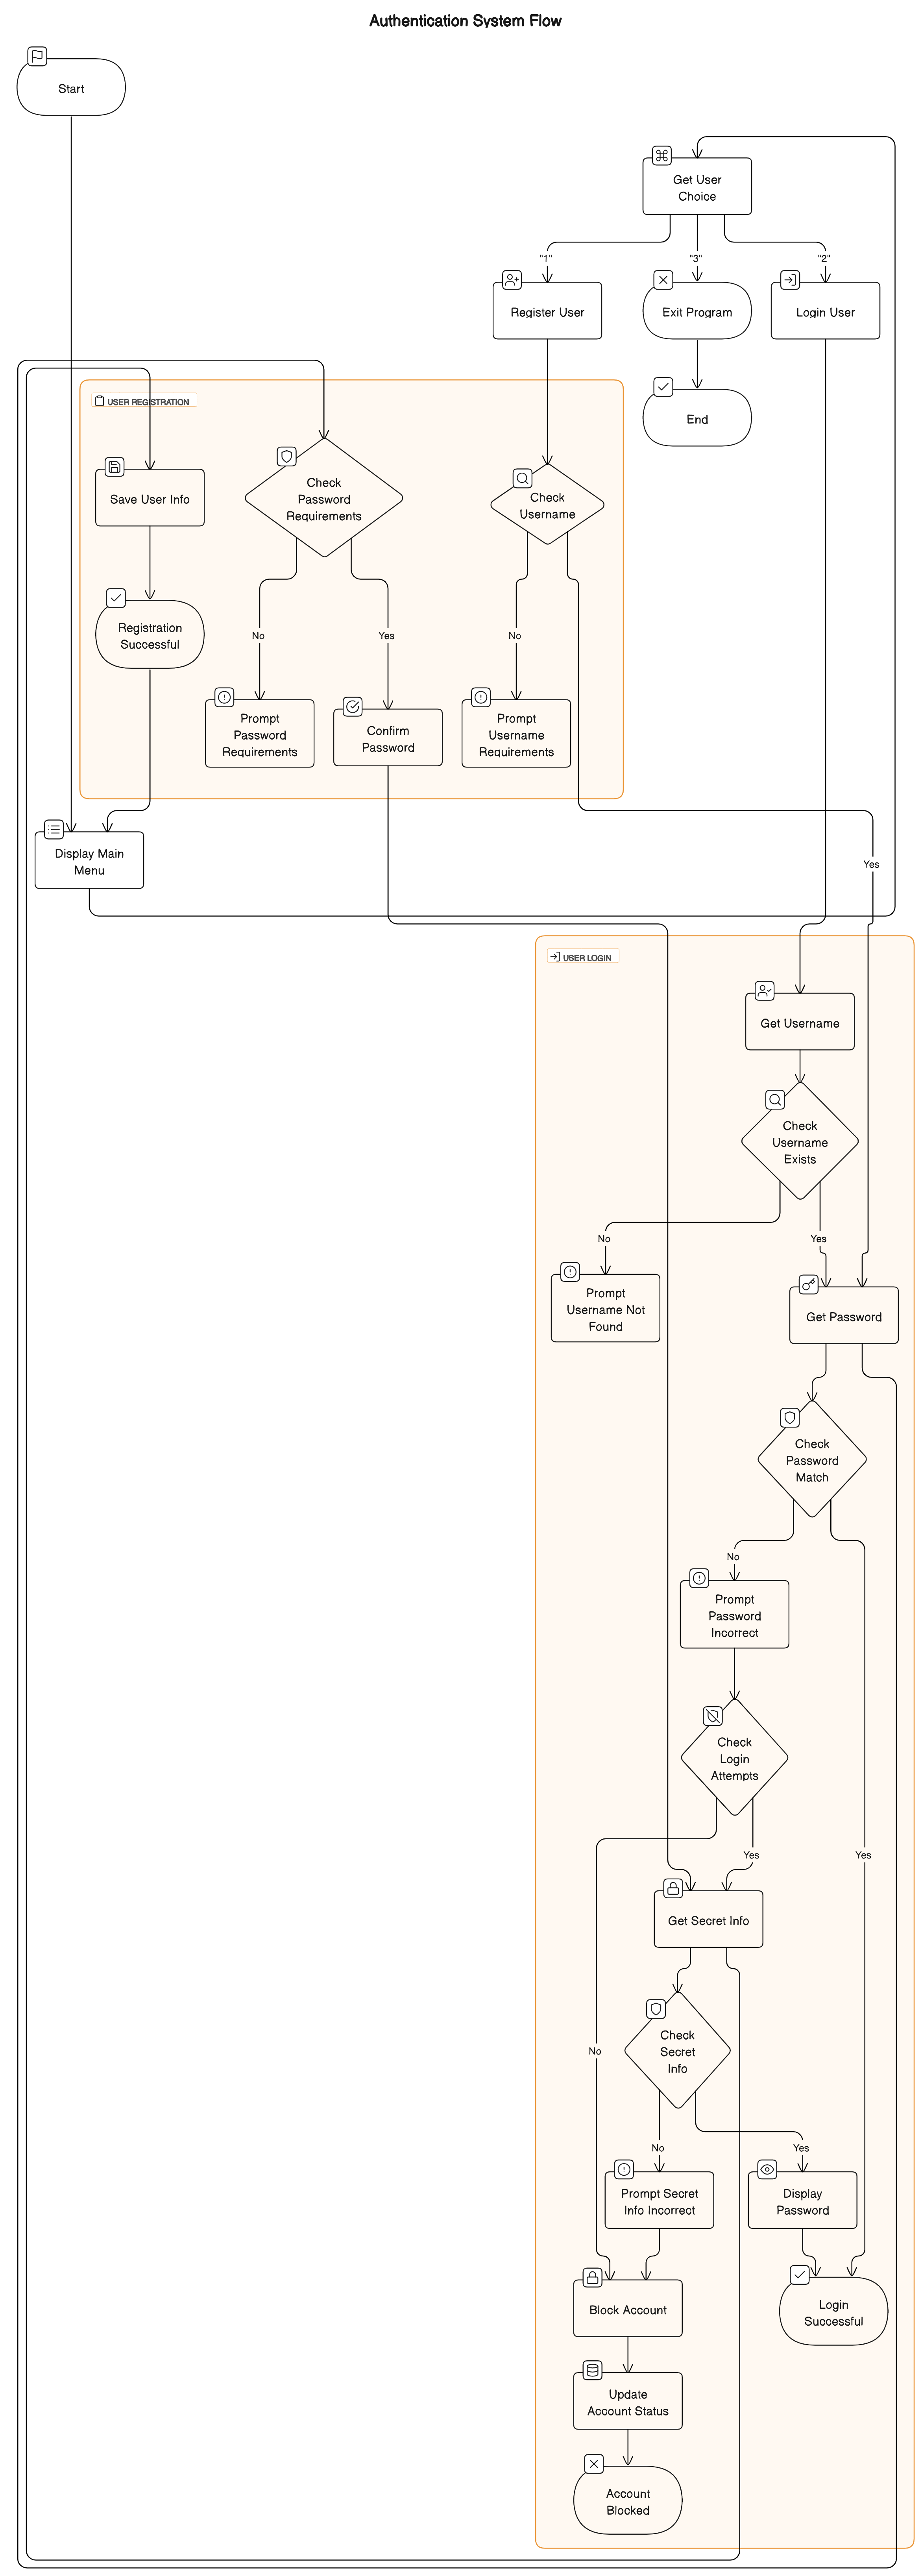 Authentication System Flow
Start
Get User
Choice
"1"
"3"
"2"
Register User
Exit Program
Login User
End
USER REGISTRATION
Save User Info
Check
Password
Requirements
Check
Username
Registration
Successful
No
Yes
No
Prompt
Password
Requirements
Confirm
Password
Prompt
Username
Requirements
Display Main
Menu
Yes
USER LOGIN
Get Username
Check
Username
Exists
No
Yes
Prompt
Username Not
Found
Get Password
Check
Password
Match
No
Prompt
Password
Incorrect
Check
Login
Attempts
Yes
Yes
Get Secret Info
No
Check
Secret
Info
No
Yes
Prompt Secret
Info Incorrect
Display
Password
Block Account
Login
Successful
Update
Account Status
Account
Blocked